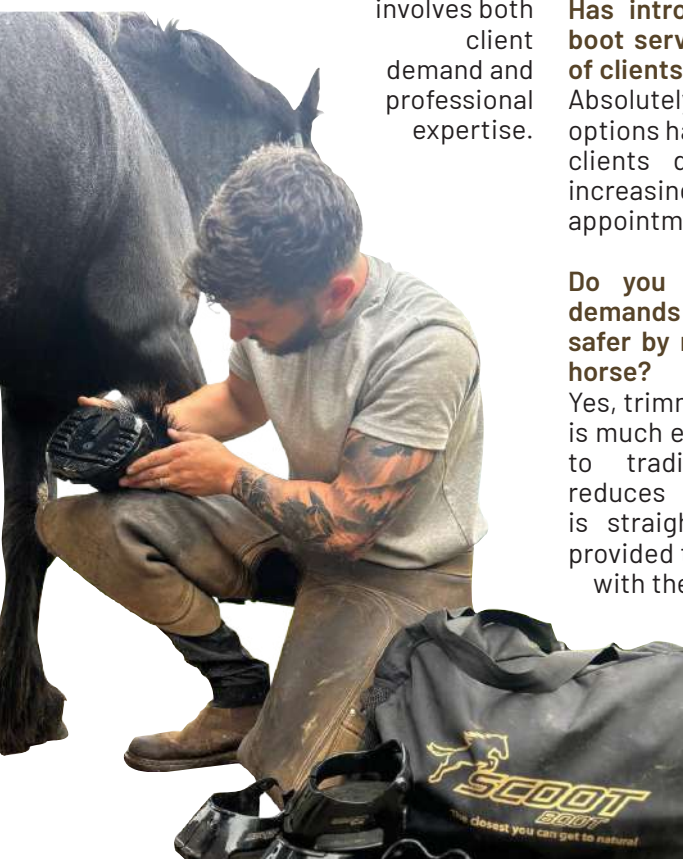 involves both
client
demand and
professional
expertise.
Has intro
boot serv
of clients
Absolutely
options ha
clients
increasing
appointm
Do you
demands
safer by
horse?
Yes, trimm
is much e
to tradi
reduces
is straigh
provided
with the
SCOOT
BOOT
The closest you can get to natural